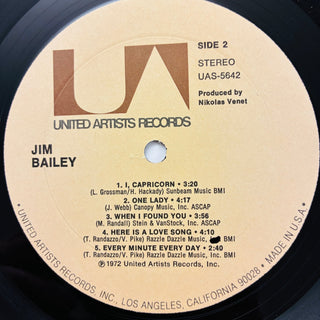 UA
SIDE 2
STEREO
UAS-5642
Produced by
Nikolas Venet
UNITED ARTISTS RECORDS
JIM
BAILEY
1. I, CAPRICORN • 3:20
(L. Grossman/H. Hackady) Sunbeam Music BMI
2. ONE LADY • 4:17
(J. Webb) Canopy Music, Inc. ASCAP
3. WHEN I FOUND YOU • 3:56
(M. Randall) Stein & VanStock, Inc. ASCAP
4. HERE IS A LOVE SONG • 4:10
(T. Randazzo/V. Pike) Razzle Dazzle Music, BMI
5. EVERY MINUTE EVERY DAY • 2:40
(T. Randazzo/V. Pike) Razzle Dazzle Music, BMI
℗1972 United Artists Records, Inc.
• UNITED ARTISTS RECORDS, INC., LOS ANGELES, CALIFORNIA 90028 • MADE IN U.S.A.